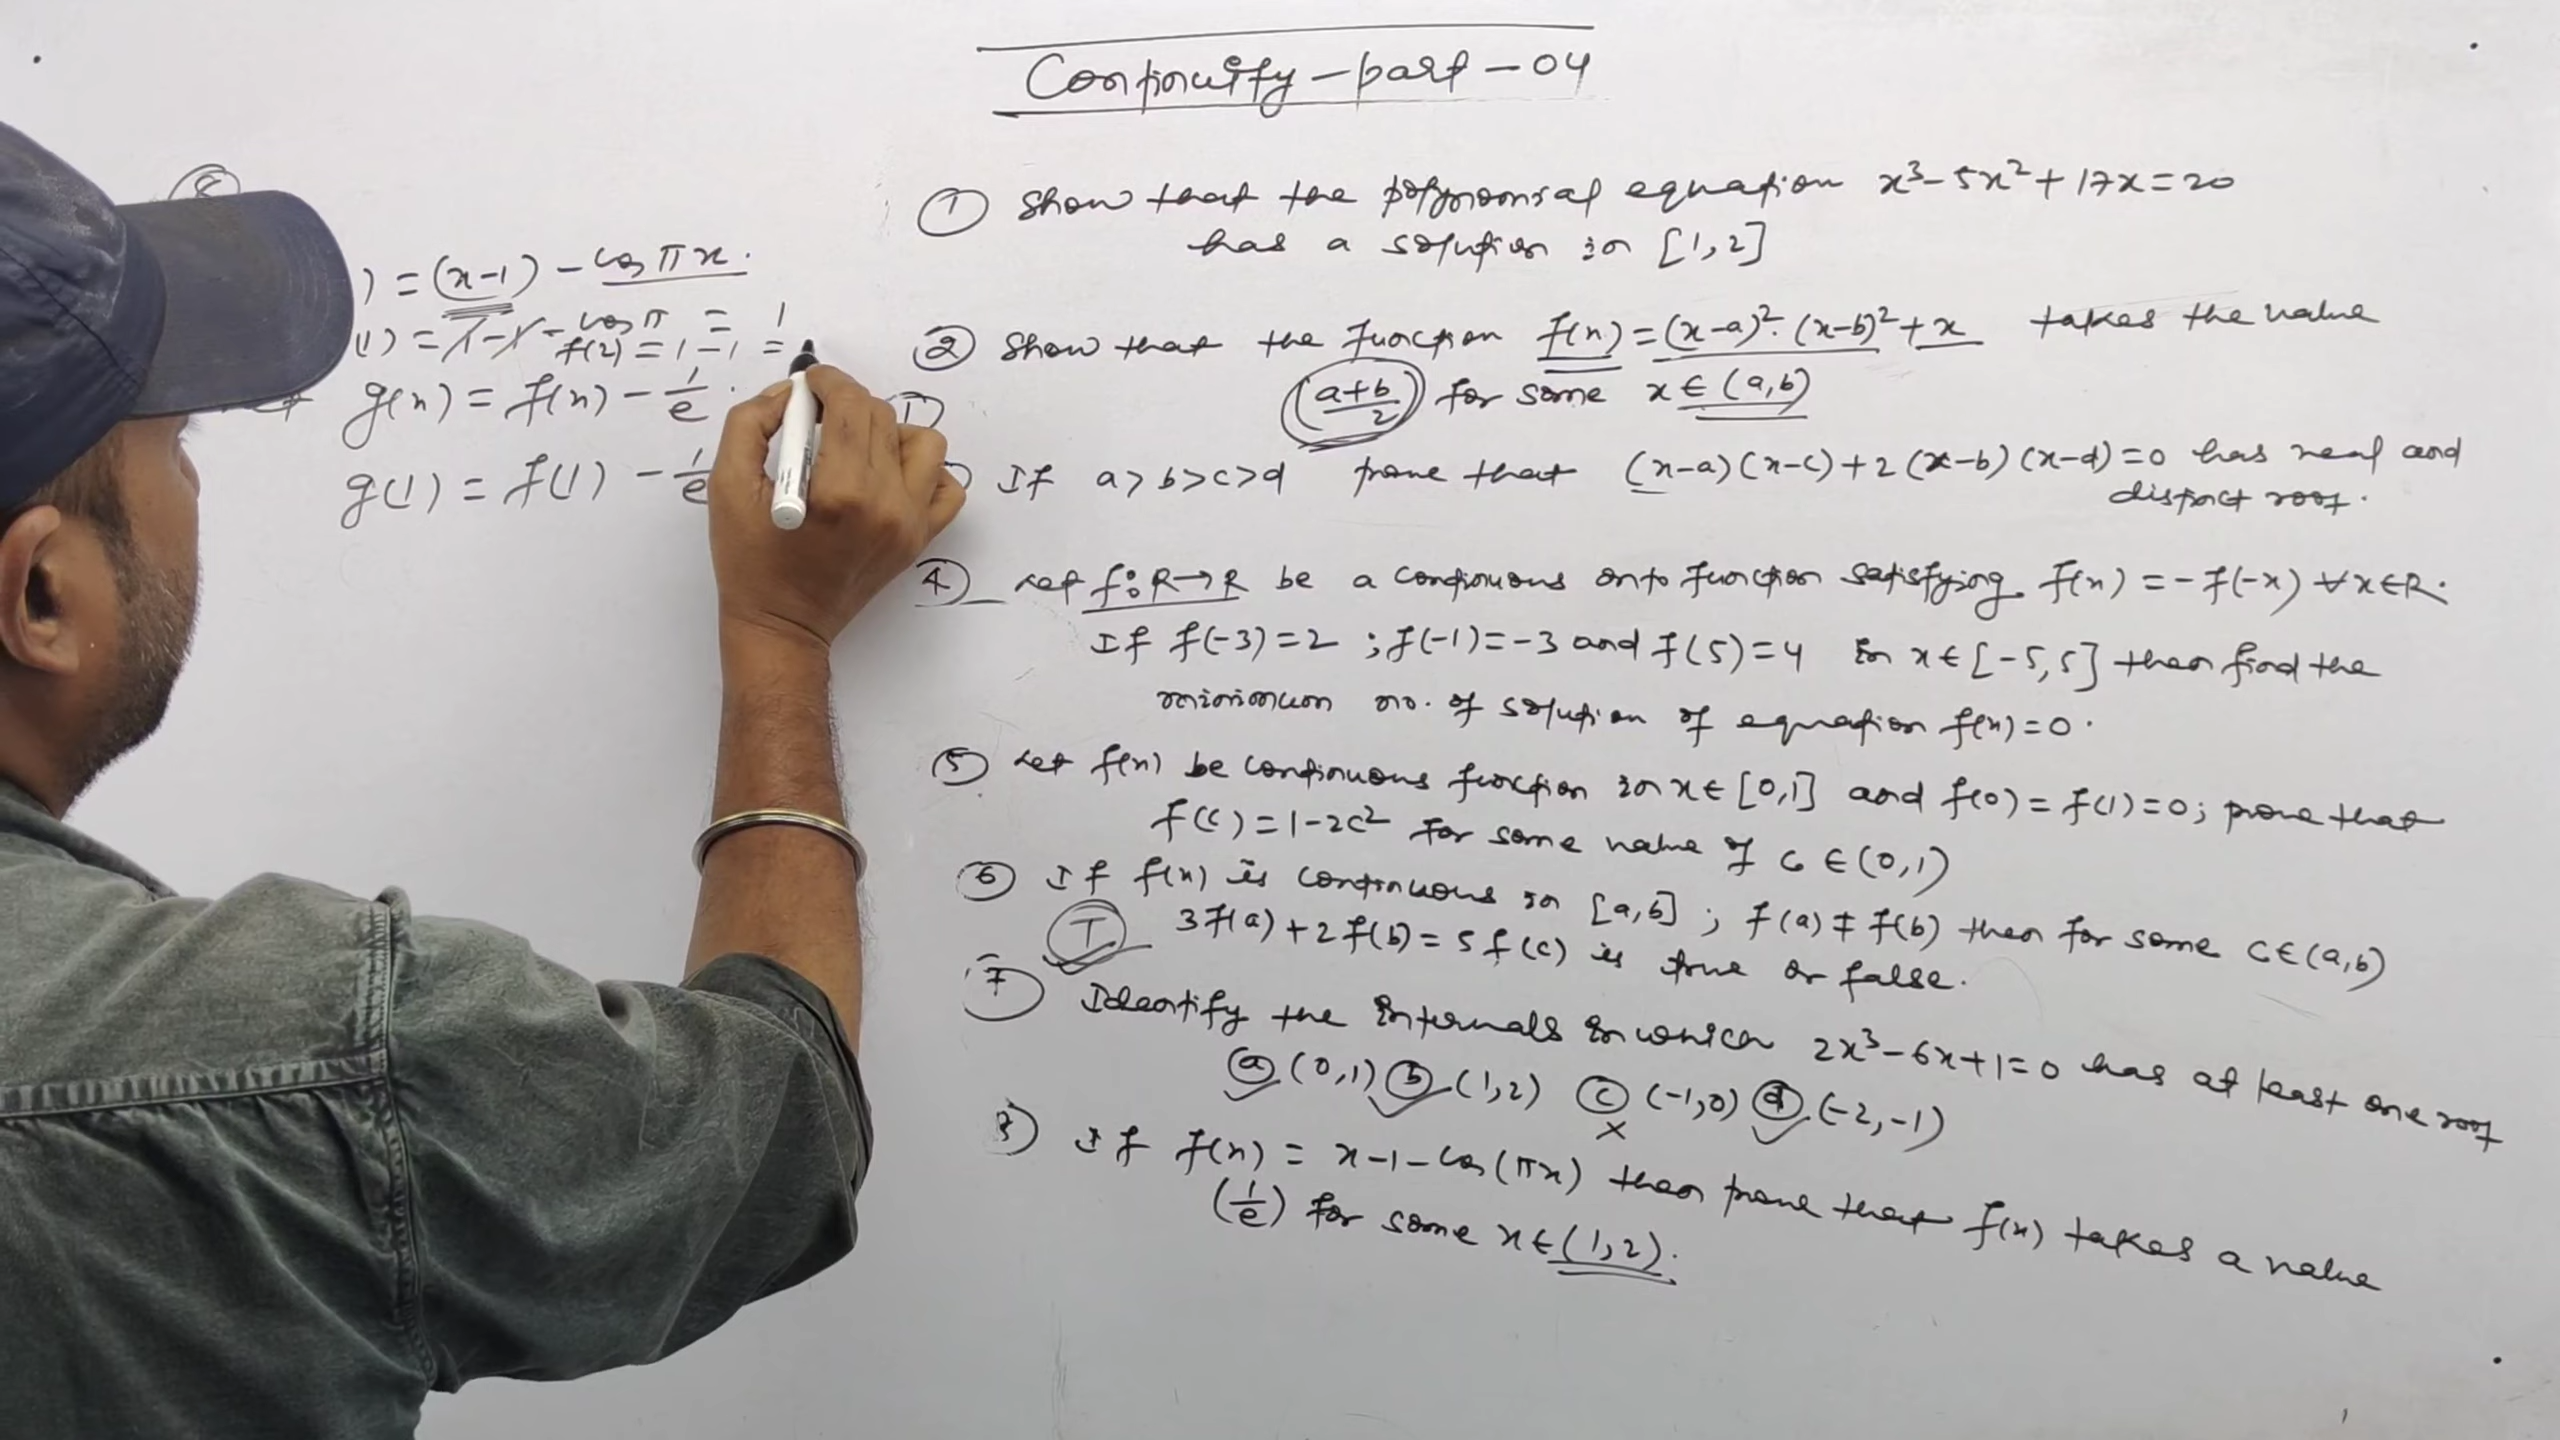 Continuity - part - 04
) = (x-1) - cos πx.
(1) = 1-1 - cos π = 1
f(2) = 1-1 =
g(x) = f(x) - 1/e .
g(1) = f(1) - 1/e
① Show that the polynomial equation x³-5x²+17x=20
has a solution in [1,2]
② Show that the function f(x) = (x-a)².(x-b)²+x takes the value
(a+b/2) for some x ∈ (a,b)
If a>b>c>d prove that (x-a)(x-c)+2(x-b)(x-d)=0 has real and
distinct root.
④ Let f: R→R be a continuous onto function satisfying f(x) = -f(-x) ∀ x∈R.
If f(-3)=2 ; f(-1)=-3 and f(5)=4 in x∈[-5,5] then find the
minimum no. of solution of equation f(x)=0.
⑤ Let f(x) be continuous function in x∈[0,1] and f(0)=f(1)=0; prove that
f(c)=1-2c² for some value of c ∈(0,1)
⑥ If f(x) is continuous in [a,b] ; f(a) ≠ f(b) then for some c∈(a,b)
T 3f(a)+2f(b)=5f(c) is true or false.
⑦ Identify the intervals in which 2x³-6x+1=0 has at least one root
ⓐ (0,1) ⓑ (1,2) ⓒ (-1,0) ⓓ (-2,-1)
✓ ✓ × ✓
8) If f(x) = x-1-cos(πx) then prove that f(x) takes a value
(1/e) for some x∈(1,2).